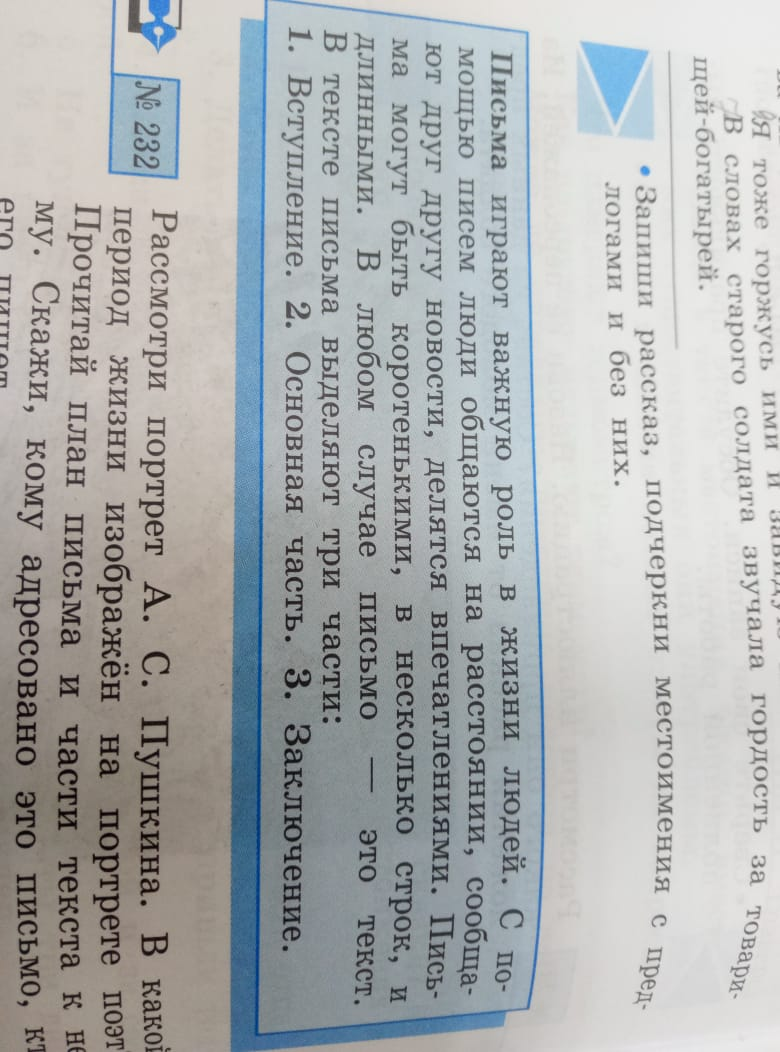 Я тоже горжусь ими и
В словах старого солдата звучала гордость за товари-
щей-богатырей.
• Запиши рассказ, подчеркни местоимения с пред-
логами и без них.
Письма играют важную роль в жизни людей. С по-
мощью писем люди общаются на расстоянии, сообща-
ют друг другу новости, делятся впечатлениями. Пись-
ма могут быть коротенькими, в несколько строк, и
длинными. В любом случае письмо — это текст.
В тексте письма выделяют три части:
1. Вступление. 2. Основная часть. 3. Заключение.
№ 232
Рассмотри портрет А. С. Пушкина. В какой
период жизни изображён на портрете поэт
Прочитай план письма и части текста к не
му. Скажи, кому адресовано это письмо, кт
его пишет